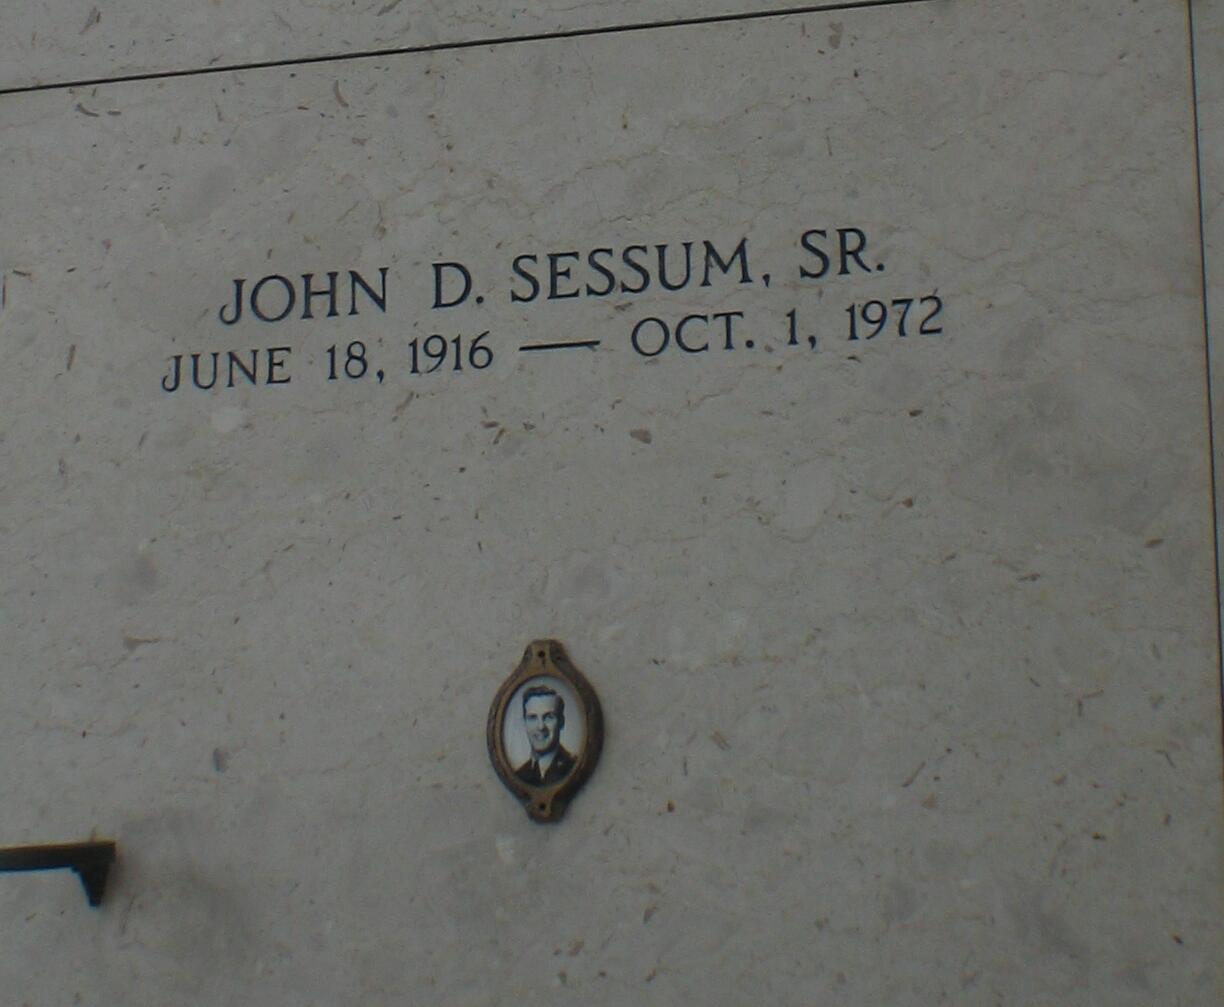 JOHN D. SESSUM, SR.
JUNE 18, 1916 — OCT. 1, 1972